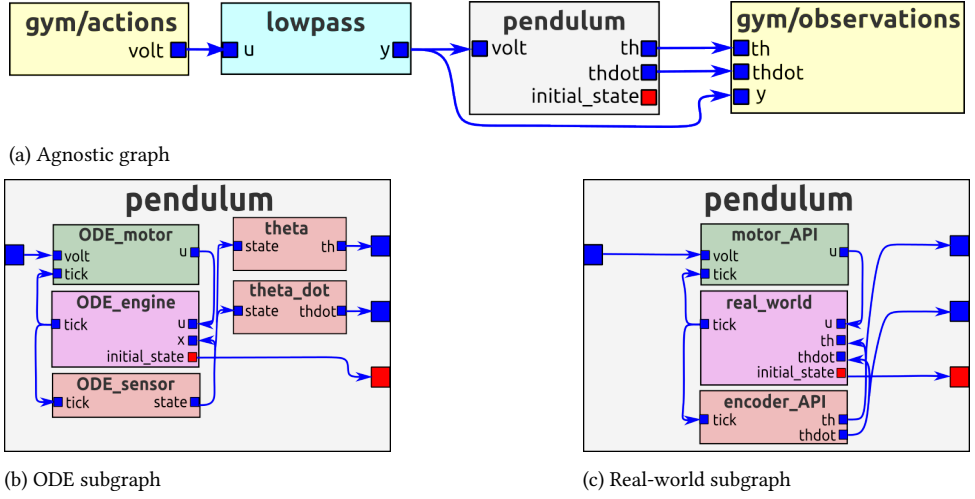 gym/actions
volt
lowpass
u y
pendulum
volt th
thdot
initial_state
gym/observations
th
thdot
y
(a) Agnostic graph
pendulum
ODE_motor
volt u
tick
ODE_engine
tick u
x
initial_state
ODE_sensor
tick state
theta
state th
theta_dot
state thdot
(b) ODE subgraph
pendulum
motor_API
volt u
tick
real_world
tick u
th
thdot
initial_state
encoder_API
tick th
thdot
(c) Real-world subgraph